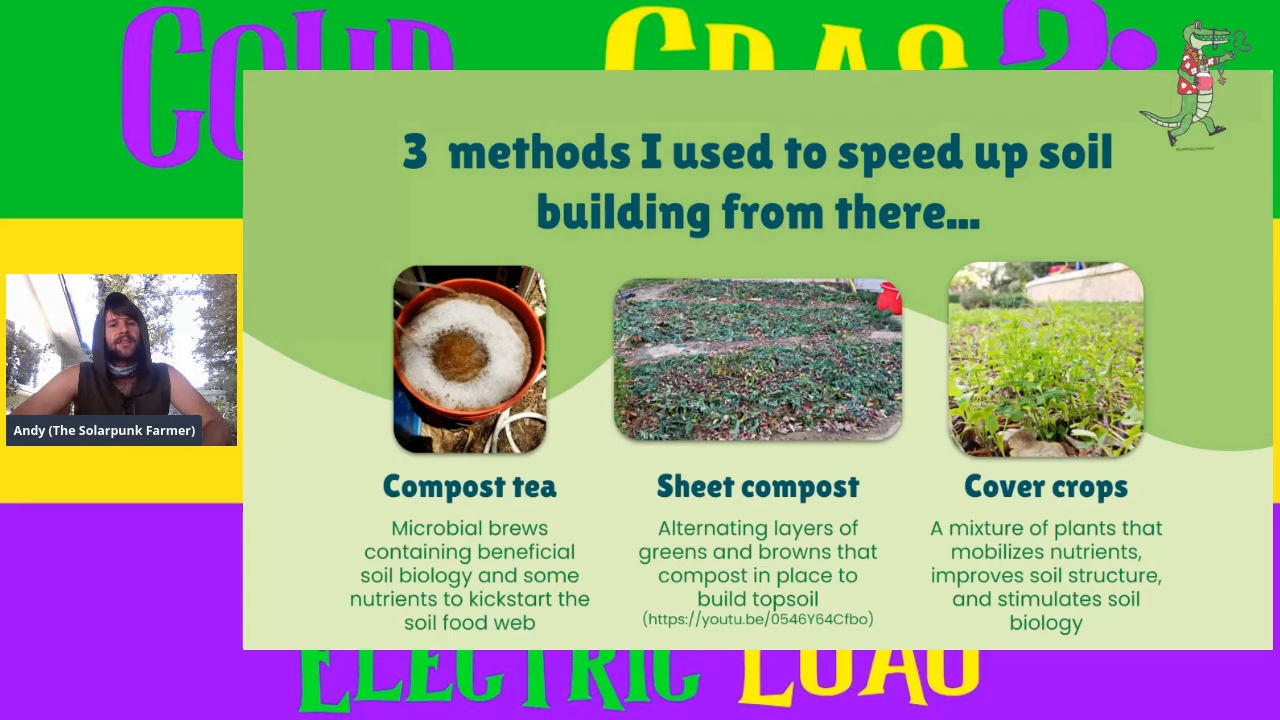 3 methods I used to speed up soil
building from there...
Andy (The Solarpunk Farmer)
Compost tea
Microbial brews
containing beneficial
soil biology and some
nutrients to kickstart the
soil food web
Sheet compost
Alternating layers of
greens and browns that
compost in place to
build topsoil
(https://youtu.be/0546Y64Cfbo)
Cover crops
A mixture of plants that
mobilizes nutrients,
improves soil structure,
and stimulates soil
biology
ELECTRIC LUAU